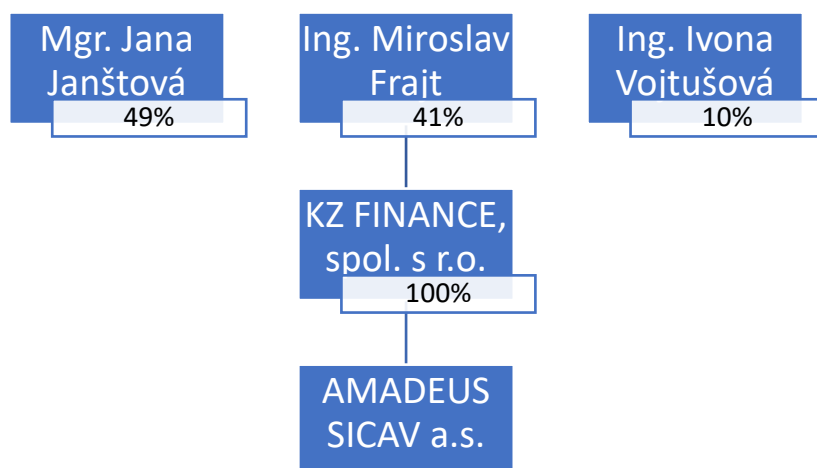 Mgr. Jana
Janštová
49%
Ing. Miroslav
Frajt
41%
Ing. Ivona
Vojtušová
10%
KZ FINANCE,
spol. s r.o.
100%
AMADEUS
SICAV a.s.